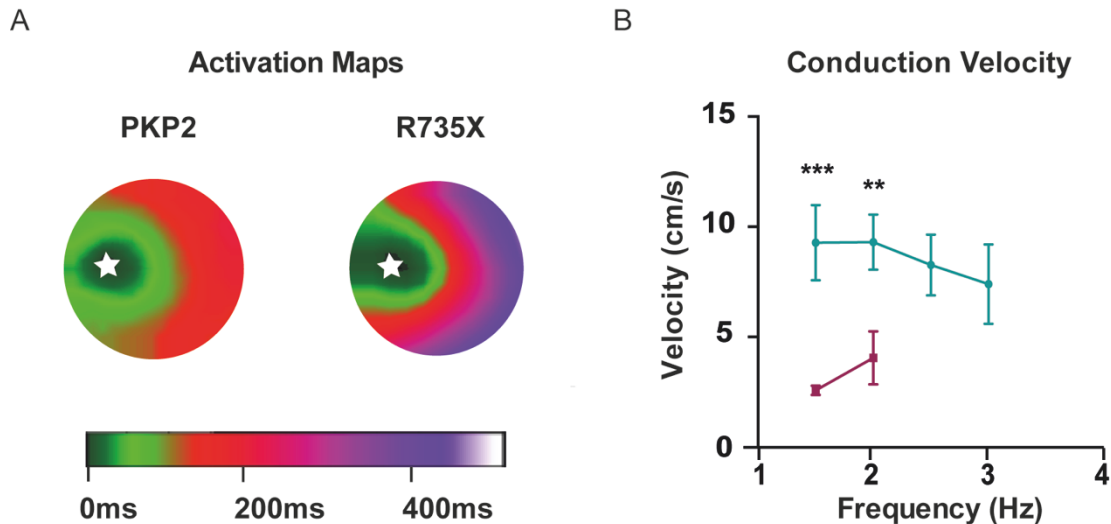 A
Activation Maps
PKP2
R735X
0ms
200ms
400ms
B
Conduction Velocity
Velocity (cm/s)
15
10
5
0
***
**
1
2
3
4
Frequency (Hz)